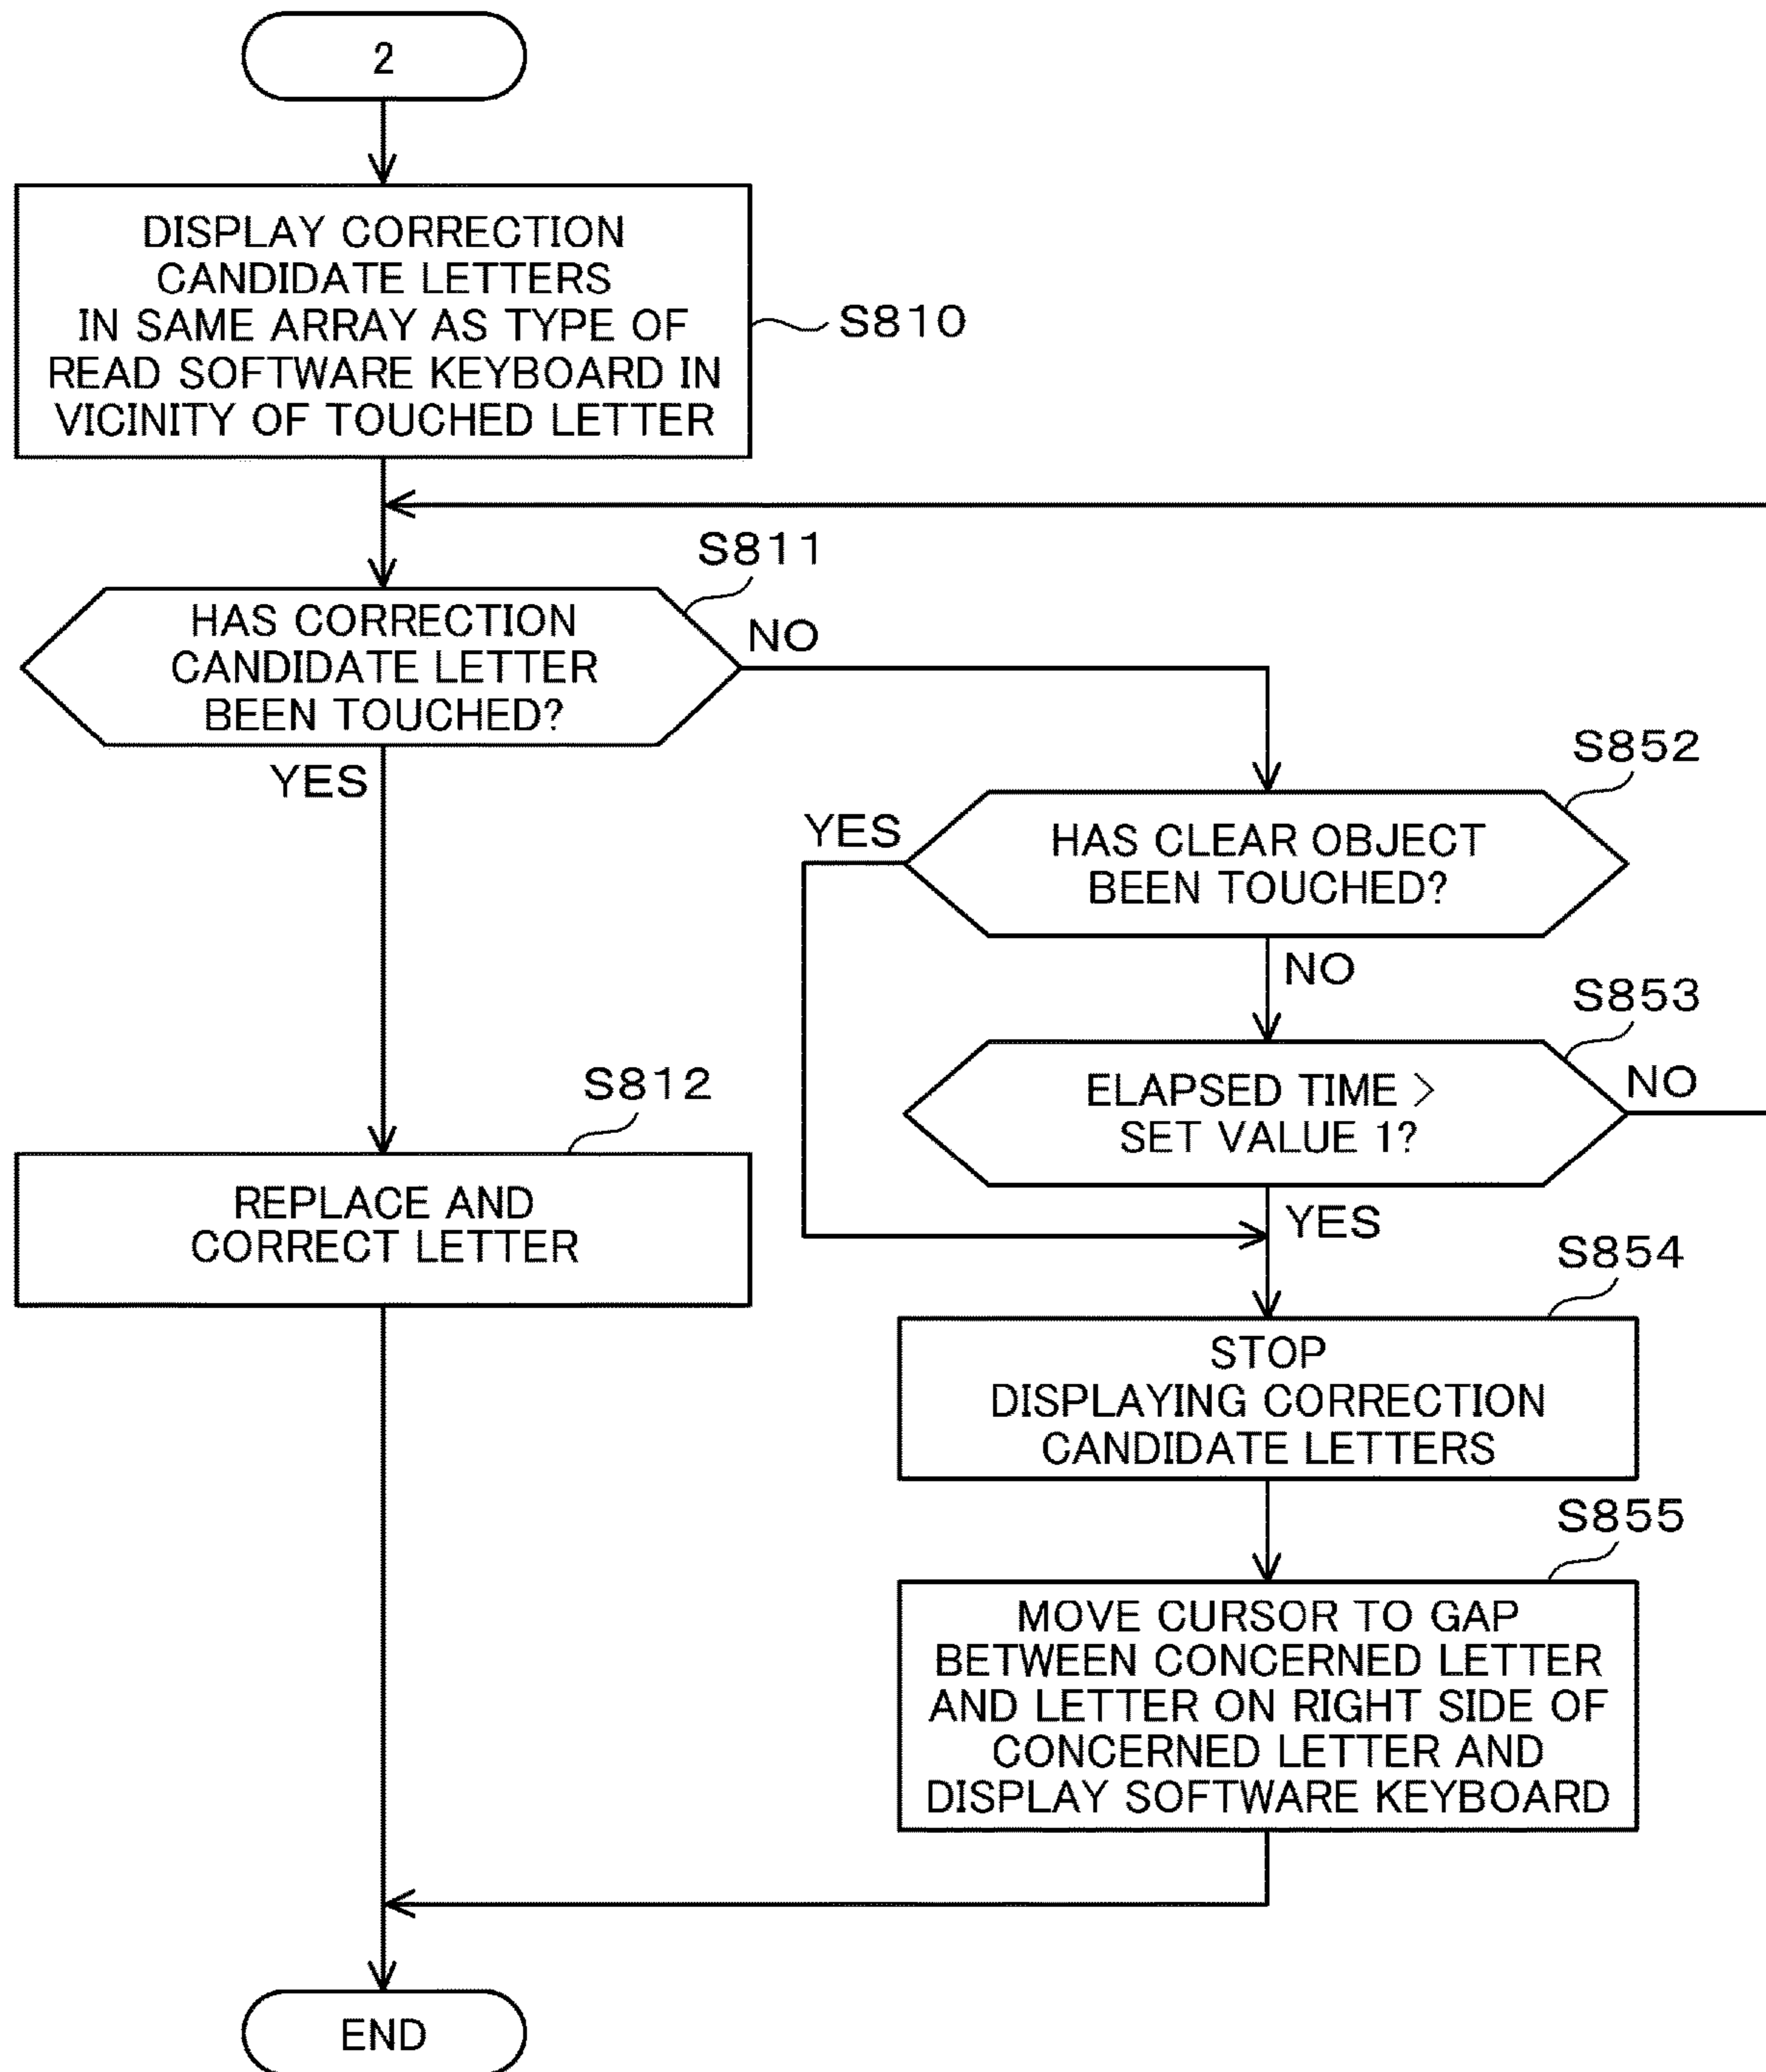 2
DISPLAY CORRECTION
CANDIDATE LETTERS
IN SAME ARRAY AS TYPE OF
READ SOFTWARE KEYBOARD IN
VICINITY OF TOUCHED LETTER
S810
S811
HAS CORRECTION
CANDIDATE LETTER
BEEN TOUCHED?
NO
YES
S852
YES
HAS CLEAR OBJECT
BEEN TOUCHED?
NO
S853
ELAPSED TIME >
SET VALUE 1?
NO
YES
S812
REPLACE AND
CORRECT LETTER
S854
STOP
DISPLAYING CORRECTION
CANDIDATE LETTERS
S855
MOVE CURSOR TO GAP
BETWEEN CONCERNED LETTER
AND LETTER ON RIGHT SIDE OF
CONCERNED LETTER AND
DISPLAY SOFTWARE KEYBOARD
END